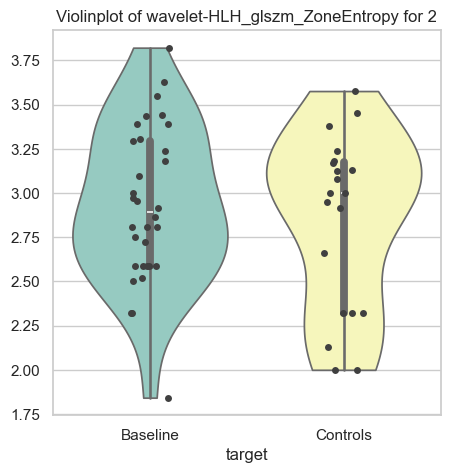 Violinplot of wavelet-HLH_glszm_ZoneEntropy for 2
3.75
3.50
3.25
3.00
2.75
2.50
2.25
2.00
1.75
Baseline
Controls
target